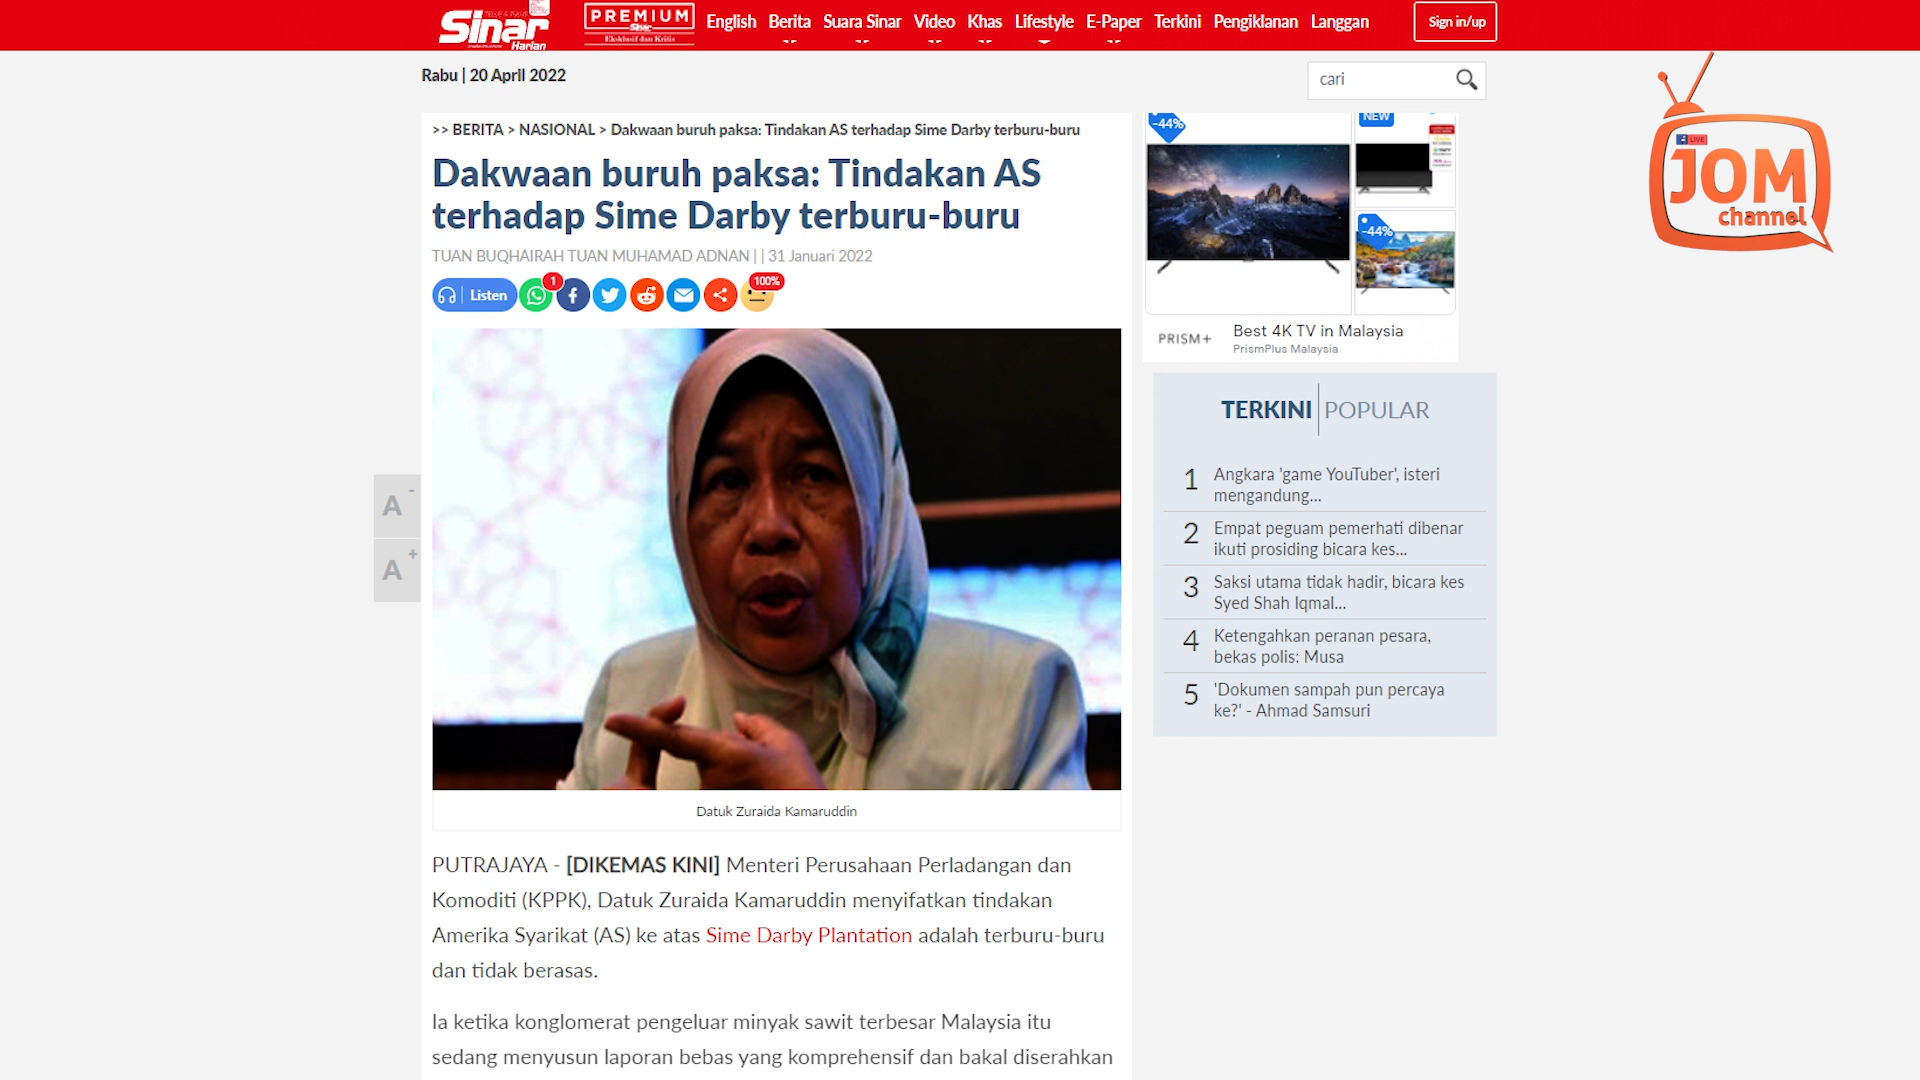 Sinar
Harian
PREMIUM
Sinar
Eksklusif dan Kritis
English Berita Suara Sinar Video Khas Lifestyle E-Paper Terkini Pengiklanan Langgan
Sign in/up
Rabu | 20 April 2022
cari
>> BERITA > NASIONAL > Dakwaan buruh paksa: Tindakan AS terhadap Sime Darby terburu-buru
Dakwaan buruh paksa: Tindakan AS
terhadap Sime Darby terburu-buru
TUAN BUQHAIRAH TUAN MUHAMAD ADNAN | | 31 Januari 2022
Listen
1
100%
-44%
NEW
-44%
PRISM+
Best 4K TV in Malaysia
PrismPlus Malaysia
LIVE
JOM
channel
TERKINI POPULAR
1 Angkara 'game YouTuber', isteri
mengandung...
2 Empat peguam pemerhati dibenar
ikuti prosiding bicara kes...
3 Saksi utama tidak hadir, bicara kes
Syed Shah Iqmal...
4 Ketengahkan peranan pesara,
bekas polis: Musa
5 'Dokumen sampah pun percaya
ke?' - Ahmad Samsuri
A -
A +
Datuk Zuraida Kamaruddin
PUTRAJAYA - [DIKEMAS KINI] Menteri Perusahaan Perladangan dan
Komoditi (KPPK), Datuk Zuraida Kamaruddin menyifatkan tindakan
Amerika Syarikat (AS) ke atas Sime Darby Plantation adalah terburu-buru
dan tidak berasas.
Ia ketika konglomerat pengeluar minyak sawit terbesar Malaysia itu
sedang menyusun laporan bebas yang komprehensif dan bakal diserahkan